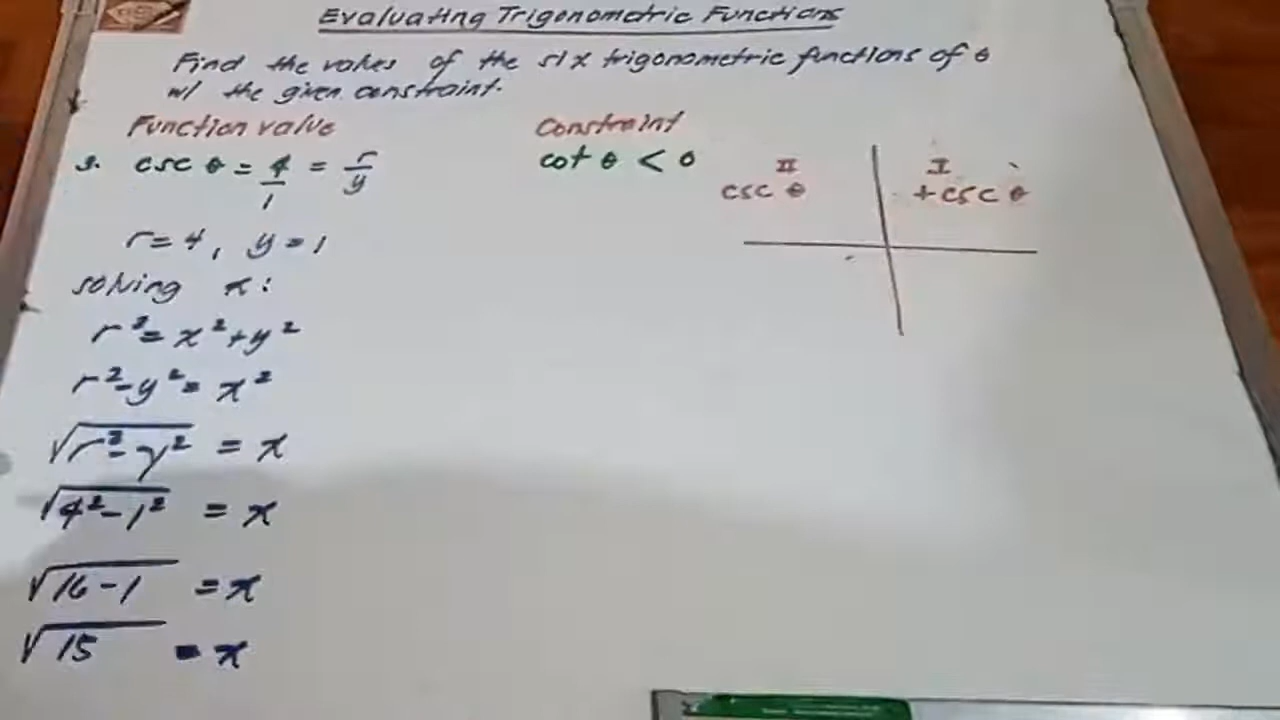 Evaluating Trigonometric Functions
Find the values of the six trigonometric functions of θ
w/ the given constraint.
Function value
Constraint
3. csc θ = 4/1 = r/y
cot θ < 0
II
I
csc θ
+csc θ
r = 4, y = 1
solving x:
r² = x² + y²
r² - y² = x²
√r² - y² = x
√4² - 1² = x
√16 - 1 = x
√15 = x